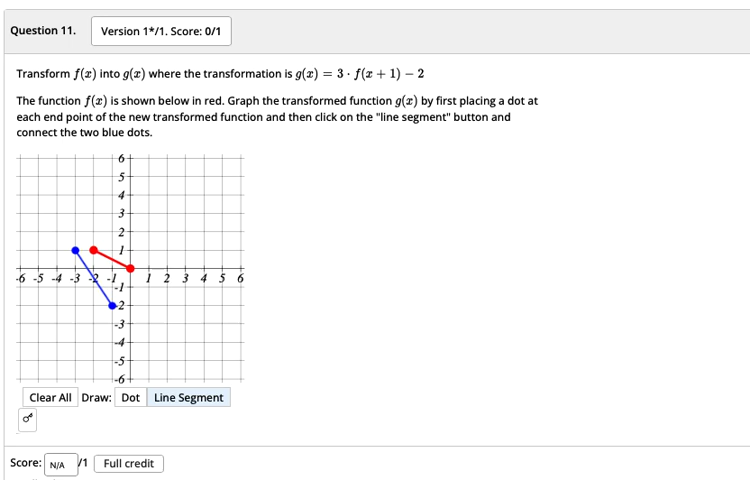 Question 11. Version 1*/1. Score: 0/1
Transform f(x) into g(x) where the transformation is g(x) = 3 · f(x + 1) − 2
The function f(x) is shown below in red. Graph the transformed function g(x) by first placing a dot at
each end point of the new transformed function and then click on the "line segment" button and
connect the two blue dots.
6
5
4
3
2
1
-6 -5 -4 -3 -2 -1 1 2 3 4 5 6
-1
-2
-3
-4
-5
-6
Clear All Draw: Dot Line Segment
Score: N/A /1 Full credit